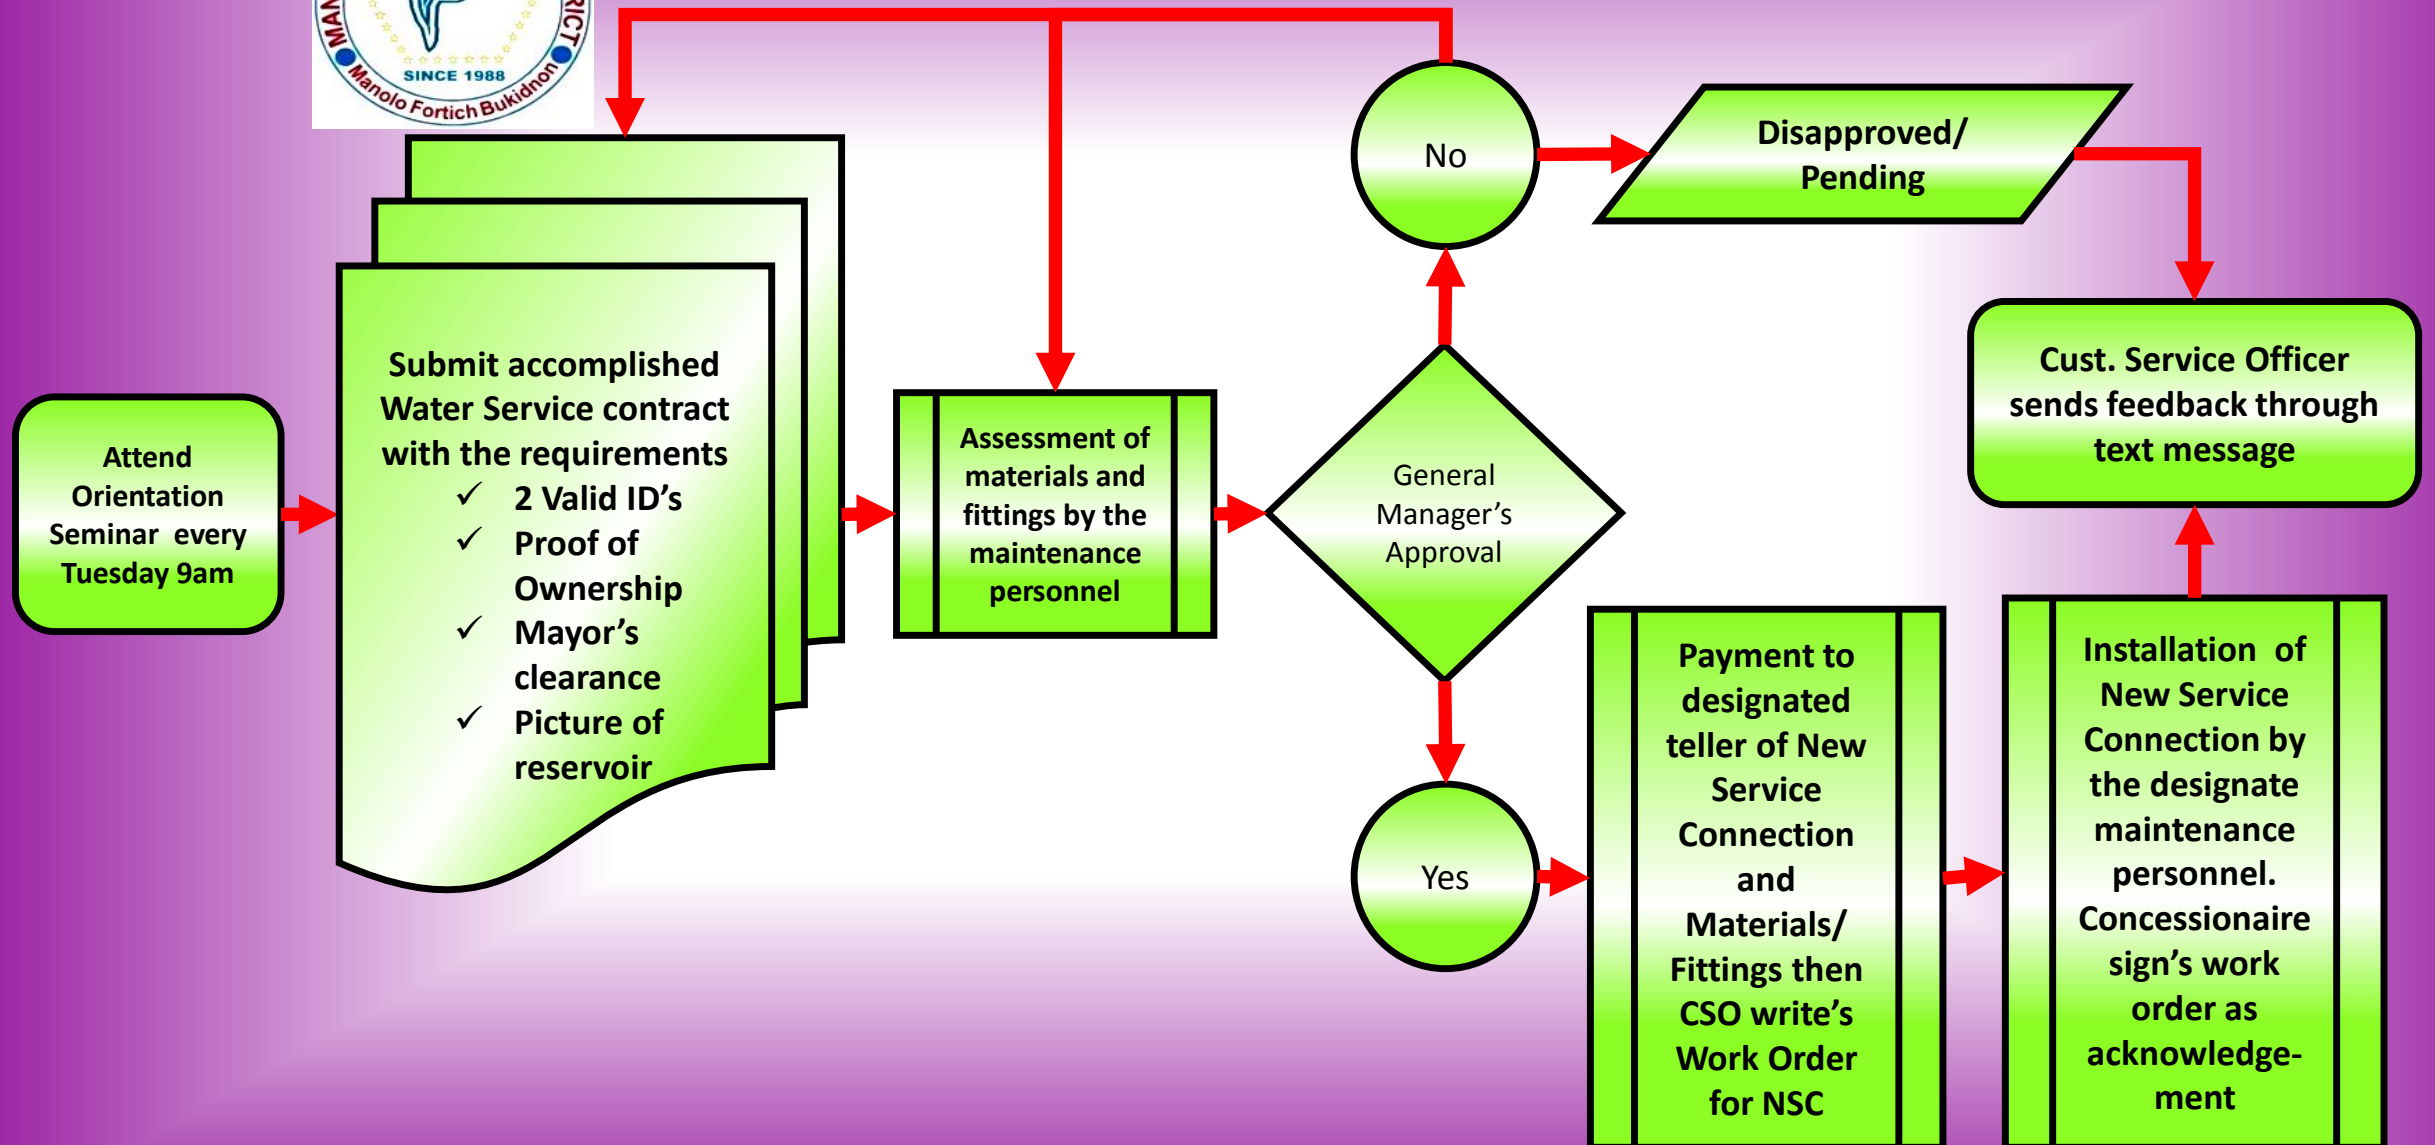 MAN
RICT
SINCE 1988
Manolo Fortich Bukidnon
Attend
Orientation
Seminar every
Tuesday 9am
Submit accomplished
Water Service contract
with the requirements
✓ 2 Valid ID’s
✓ Proof of
Ownership
✓ Mayor’s
clearance
✓ Picture of
reservoir
Assessment of
materials and
fittings by the
maintenance
personnel
General
Manager’s
Approval
No
Disapproved/
Pending
Yes
Payment to
designated
teller of New
Service
Connection
and
Materials/
Fittings then
CSO write’s
Work Order
for NSC
Installation of
New Service
Connection by
the designate
maintenance
personnel.
Concessionaire
sign’s work
order as
acknowledge-
ment
Cust. Service Officer
sends feedback through
text message